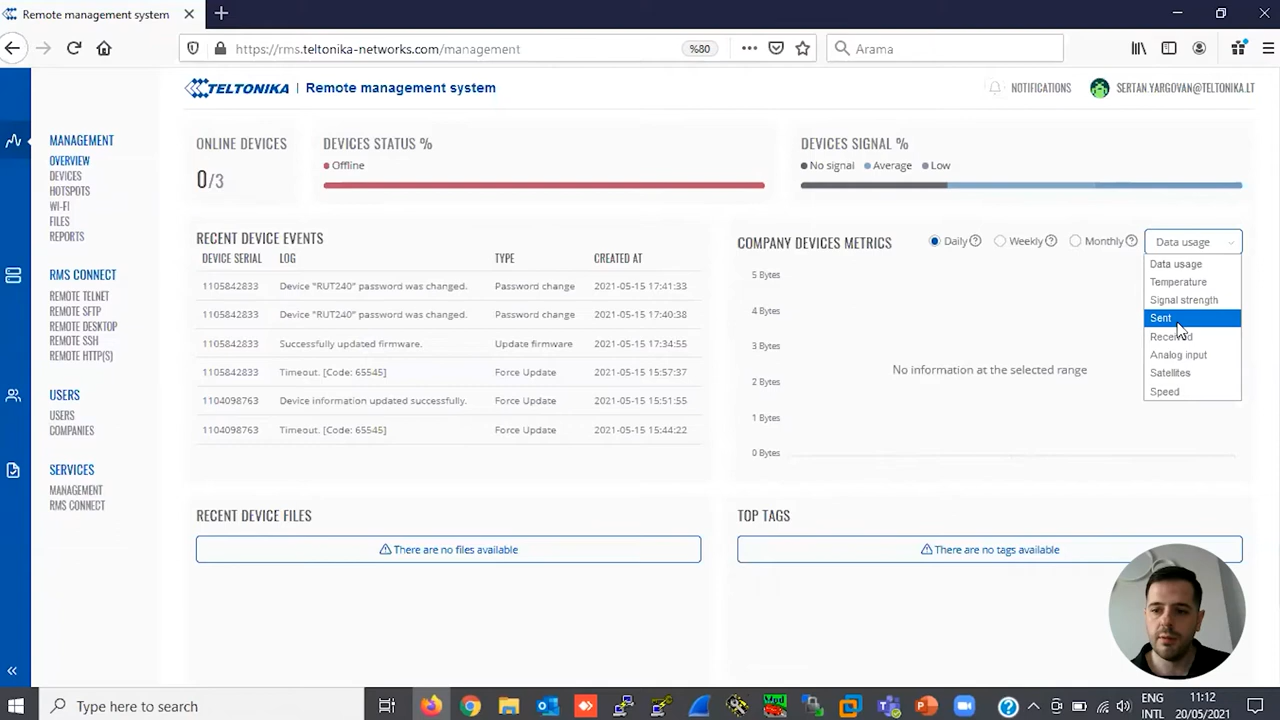 Remote management system
https://rms.teltonika-networks.com/management
%80
Arama
TELTONIKA | Remote management system
NOTIFICATIONS
SERTAN.YARGOVAN@TELTONIKA.LT
MANAGEMENT
OVERVIEW
DEVICES
HOTSPOTS
WI-FI
FILES
REPORTS
RMS CONNECT
REMOTE TELNET
REMOTE SFTP
REMOTE DESKTOP
REMOTE SSH
REMOTE HTTP(S)
USERS
USERS
COMPANIES
SERVICES
MANAGEMENT
RMS CONNECT
ONLINE DEVICES
0/3
DEVICES STATUS %
Offline
DEVICES SIGNAL %
No signal Average Low
RECENT DEVICE EVENTS
DEVICE SERIAL LOG TYPE CREATED AT
1105842833 Device "RUT240" password was changed. Password change 2021-05-15 17:41:33
1105842833 Device "RUT240" password was changed. Password change 2021-05-15 17:40:38
1105842833 Successfully updated firmware. Update firmware 2021-05-15 17:34:55
1105842833 Timeout. [Code: 65545] Force Update 2021-05-15 15:57:37
1104098763 Device information updated successfully. Force Update 2021-05-15 15:51:55
1104098763 Timeout. [Code: 65545] Force Update 2021-05-15 15:44:22
COMPANY DEVICES METRICS
Daily Weekly Monthly
Data usage
Data usage
Temperature
Signal strength
Sent
Received
Analog input
Satellites
Speed
5 Bytes
4 Bytes
3 Bytes
2 Bytes
1 Bytes
0 Bytes
No information at the selected range
RECENT DEVICE FILES
There are no files available
TOP TAGS
There are no tags available
Type here to search
ENG
INTL
11:12
20/05/2021